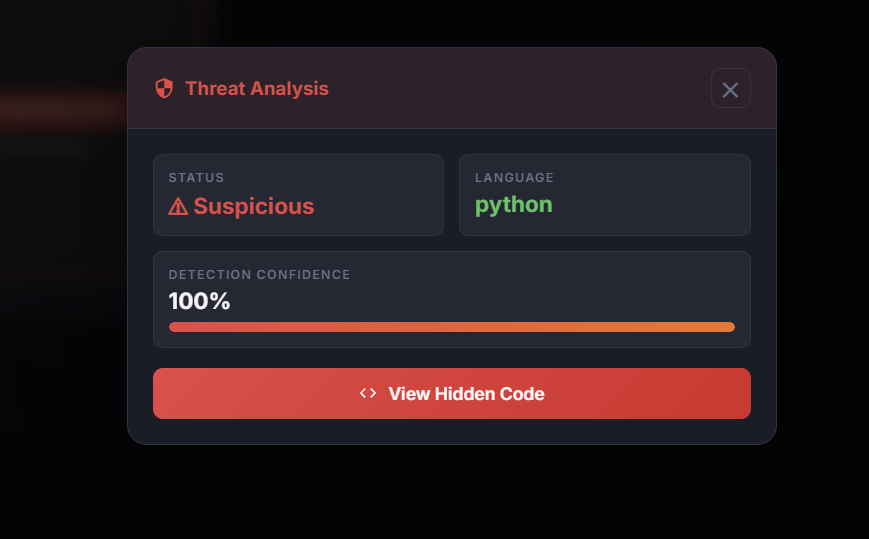 Threat Analysis
STATUS
Suspicious
LANGUAGE
python
DETECTION CONFIDENCE
100%
View Hidden Code